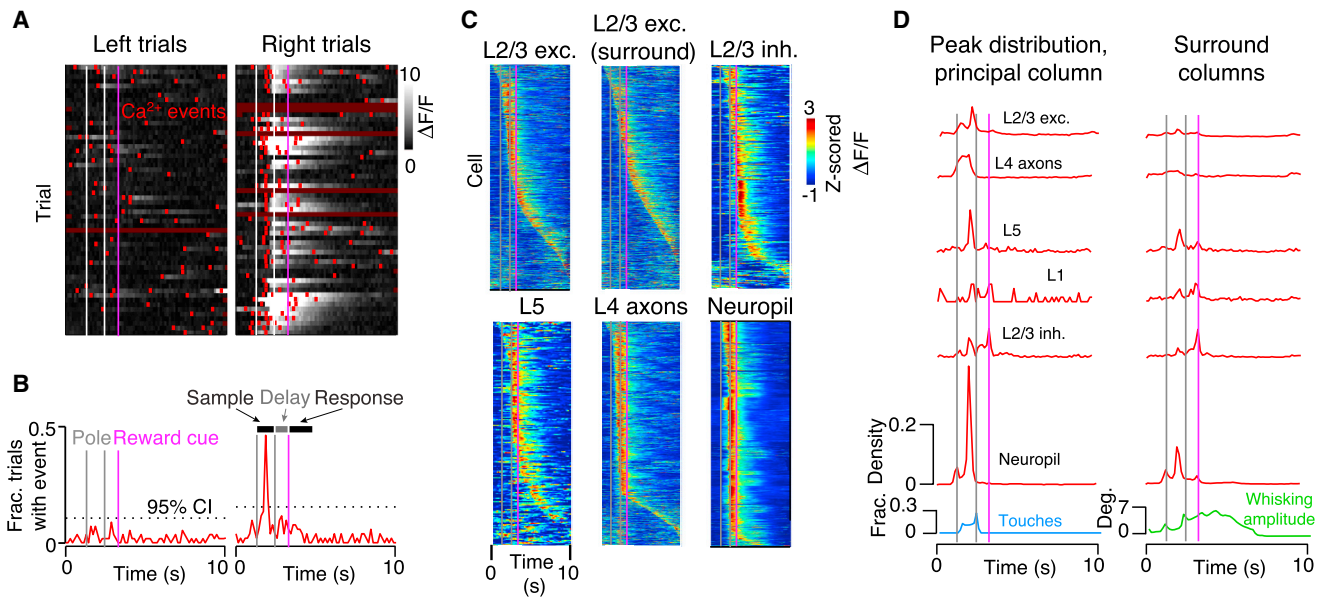 A
Left trials
Right trials
Ca2+ events
10
0
ΔF/F
Trial
B
Sample Delay Response
0.5
0
Pole Reward cue
95% CI
Frac. trials
with event
0 10
0 10
Time (s)
Time (s)
C
L2/3 exc.
L2/3 exc.
(surround)
L2/3 inh.
Cell
3
-1
Z-scored
ΔF/F
L5
L4 axons
Neuropil
0 10
Time
(s)
D
Peak distribution,
principal column
Surround
columns
L2/3 exc.
L4 axons
L5
L1
L2/3 inh.
0.2
0
Density
Neuropil
0.3
0
Frac.
Touches
7
0
Deg.
Whisking
amplitude
0 Time (s) 10
0 Time (s) 10